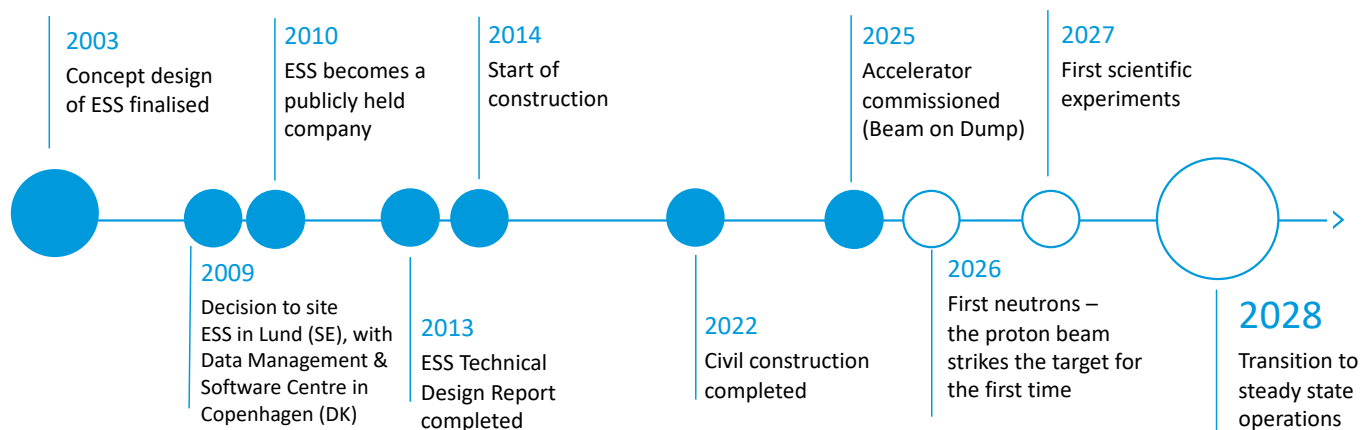 2003
Concept design
of ESS finalised
2010
ESS becomes a
publicly held
company
2014
Start of
construction
2025
Accelerator
commissioned
(Beam on Dump)
2027
First scientific
experiments
2009
Decision to site
ESS in Lund (SE), with
Data Management &
Software Centre in
Copenhagen (DK)
2013
ESS Technical
Design Report
completed
2022
Civil construction
completed
2026
First neutrons –
the proton beam
strikes the target for
the first time
2028
Transition to
steady state
operations